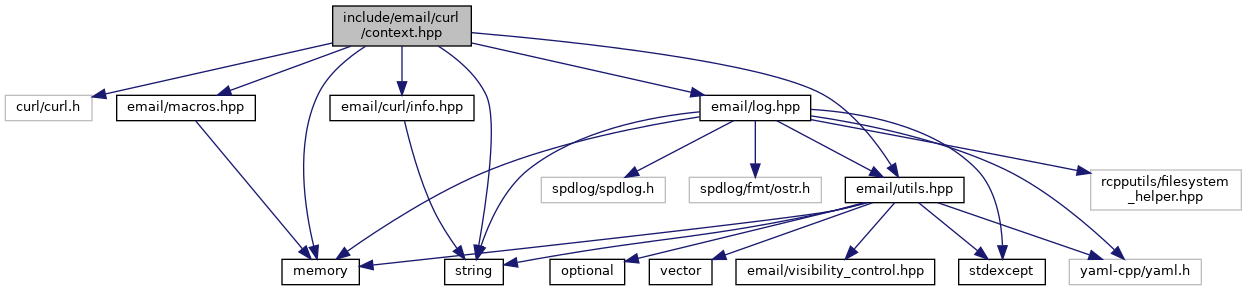 include/email/curl
/context.hpp
curl/curl.h
email/macros.hpp
email/curl/info.hpp
email/log.hpp
spdlog/spdlog.h
spdlog/fmt/ostr.h
email/utils.hpp
rcpputils/filesystem
_helper.hpp
memory
string
optional
vector
email/visibility_control.hpp
stdexcept
yaml-cpp/yaml.h